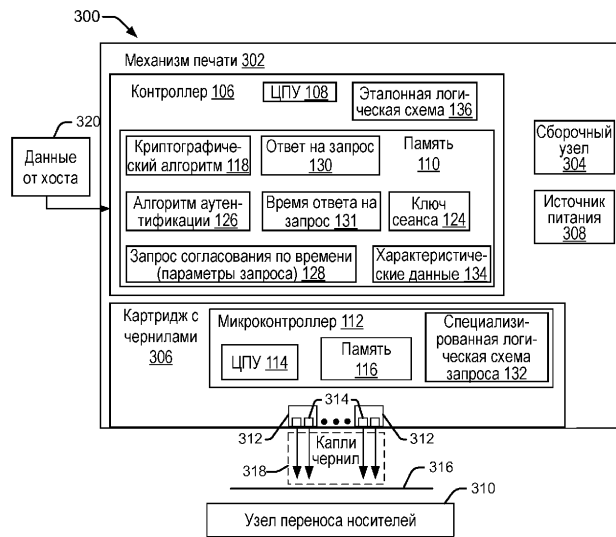 300
Механизм печати 302
Контроллер 106
ЦПУ 108
Эталонная логи-
ческая схема 136
320
Данные
от хоста
Криптографиче-
ский алгоритм 118
Ответ на запрос
130
Память
110
Сборочный
узел
304
Алгоритм аутен-
тификации 126
Время ответа на
запрос 131
Ключ
сеанса 124
Источник
питания
308
Запрос согласования по времени
(параметры запроса) 128
Характеристиче-
ские данные 134
Картридж с
чернилами
306
Микроконтроллер 112
ЦПУ 114
Память
116
Специализи-
рованная логи-
ческая схема
запроса 132
314
312
312
Капли
чернил
318
316
310
Узел переноса носителей